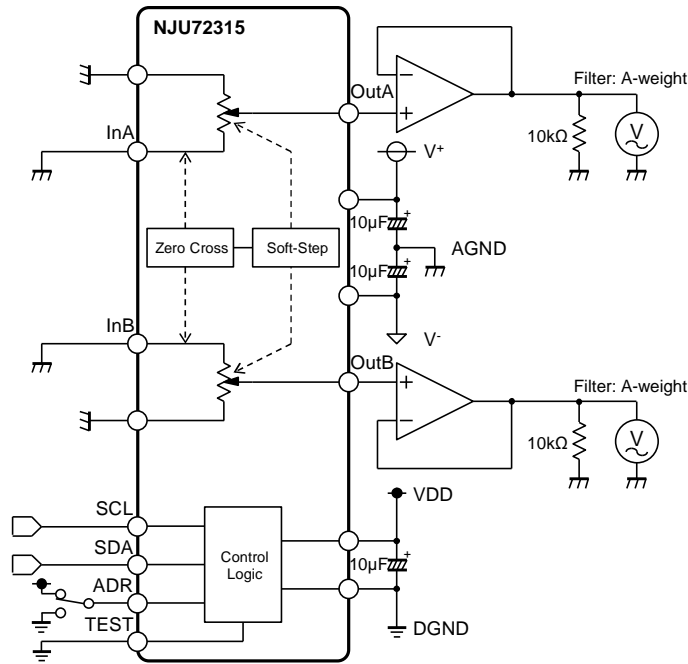 NJU72315
OutA
Filter: A-weight
V
10kΩ
InA
V+
10µF
AGND
Zero Cross
Soft-Step
10µF
InB
V-
OutB
Filter: A-weight
V
10kΩ
VDD
SCL
SDA
Control
Logic
10µF
ADR
TEST
DGND